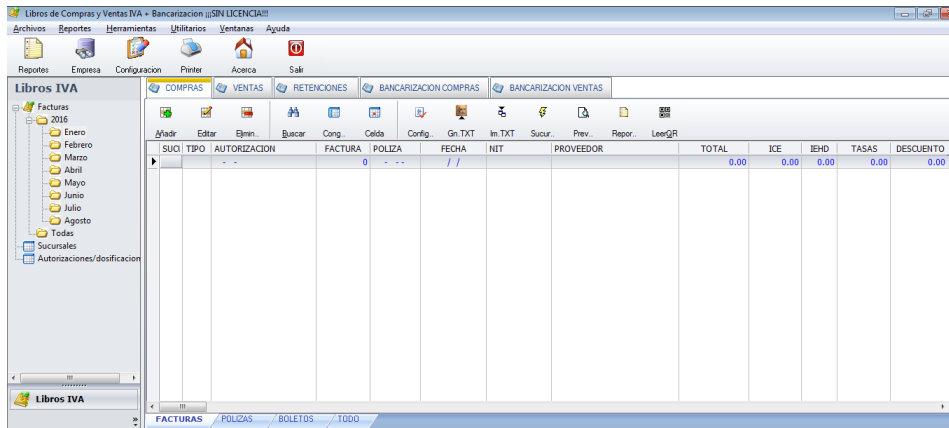 Libros de Compras y Ventas IVA + Bancarizacion ¡¡¡SIN LICENCIA!!!
Archivos Reportes Herramientas Utilitarios Ventanas Ayuda
Reportes Empresa Configuracion Printer Acerca Salir
Libros IVA
Facturas
2016
Enero
Febrero
Marzo
Abril
Mayo
Junio
Julio
Agosto
Todas
Sucursales
Autorizaciones/dosificacion
Libros IVA
COMPRAS VENTAS RETENCIONES BANCARIZACION COMPRAS BANCARIZACION VENTAS
Añadir Editar Elimin... Buscar Cong... Celda Config... Gn.TXT Im.TXT Sucur... Prev... Repor... LeerQR
SUCU TIPO AUTORIZACION FACTURA POLIZA FECHA NIT PROVEEDOR TOTAL ICE IEHD TASAS DESCUENTO
- - 0 - - - / / 0.00 0.00 0.00 0.00 0.00
FACTURAS POLIZAS BOLETOS TODO